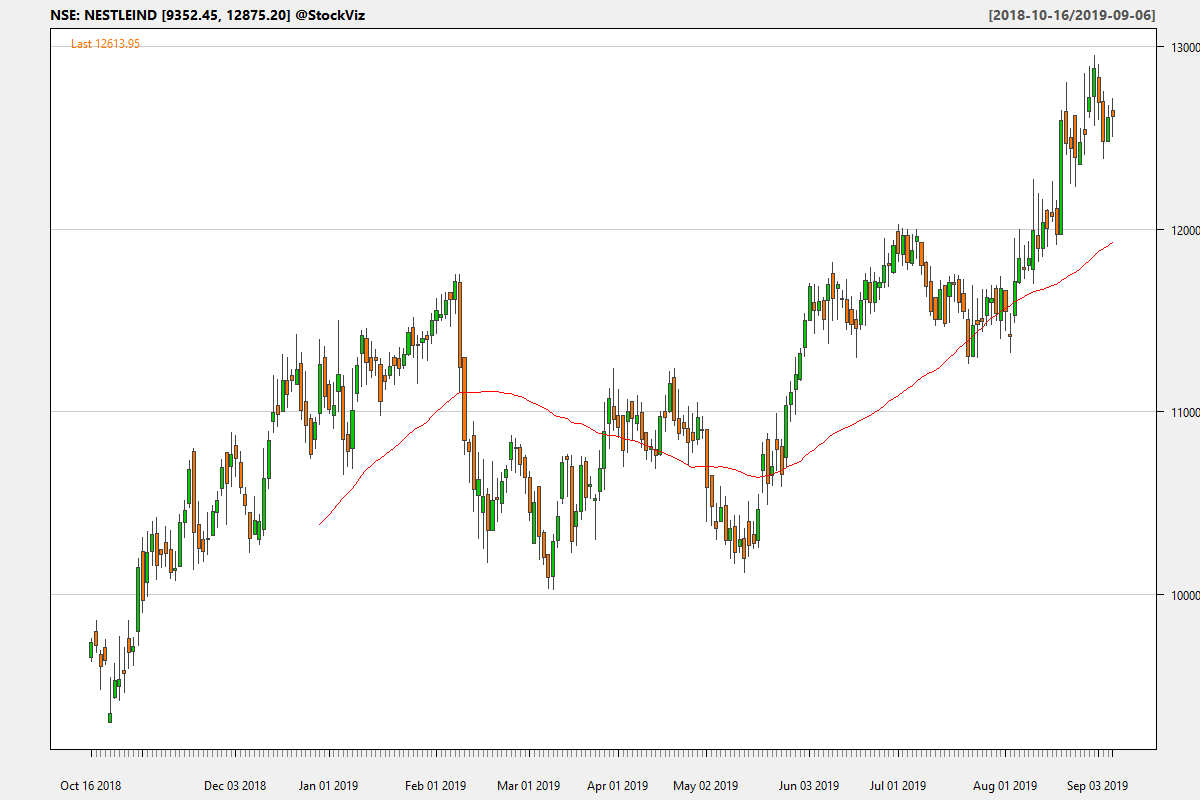 NSE: NESTLEIND [9352.45, 12875.20] @StockViz [2018-10-16/2019-09-06]
Last 12613.95
13000
12000
11000
10000
Oct 16 2018 Dec 03 2018 Jan 01 2019 Feb 01 2019 Mar 01 2019 Apr 01 2019 May 02 2019 Jun 03 2019 Jul 01 2019 Aug 01 2019 Sep 03 2019